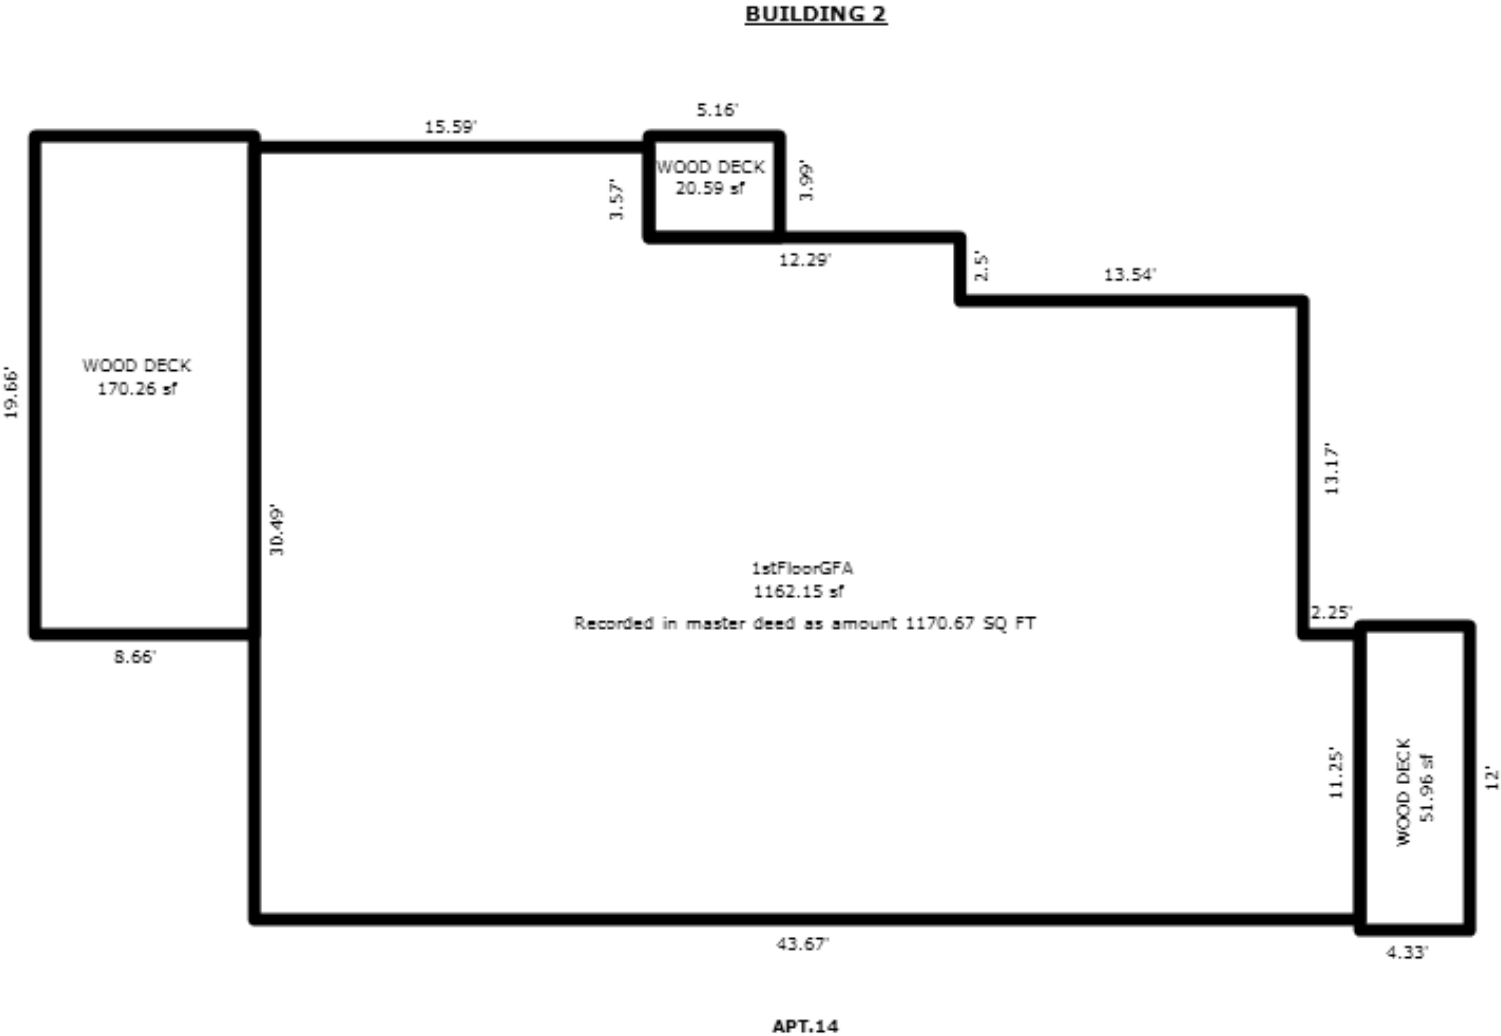 BUILDING 2
5.16'
15.59'
WOOD DECK
20.59 sf
3.99'
3.57'
12.29'
2.5'
13.54'
WOOD DECK
170.26 sf
19.66'
13.17'
30.49'
1stFloorGFA
1162.15 sf
2.25'
Recorded in master deed as amount 1170.67 SQ FT
8.66'
11.25'
WOOD DECK
51.96 sf
12'
43.67'
4.33'
APT.14